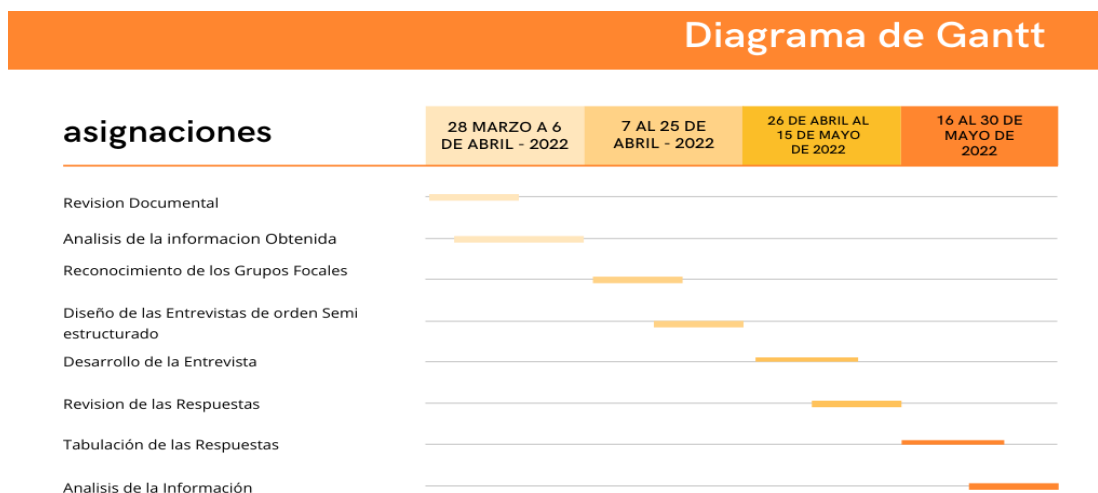 Diagrama de Gantt
asignaciones
28 MARZO A 6
DE ABRIL - 2022
7 AL 25 DE
ABRIL - 2022
26 DE ABRIL AL
15 DE MAYO
DE 2022
16 AL 30 DE
MAYO DE
2022
Revision Documental
Analisis de la informacion Obtenida
Reconocimiento de los Grupos Focales
Diseño de las Entrevistas de orden Semi
estructurado
Desarrollo de la Entrevista
Revision de las Respuestas
Tabulación de las Respuestas
Analisis de la Información